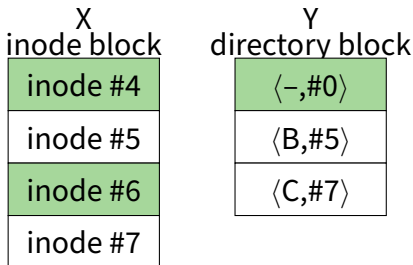 X
inode block
inode #4
inode #5
inode #6
inode #7
Y
directory block
⟨–,#0⟩
⟨B,#5⟩
⟨C,#7⟩